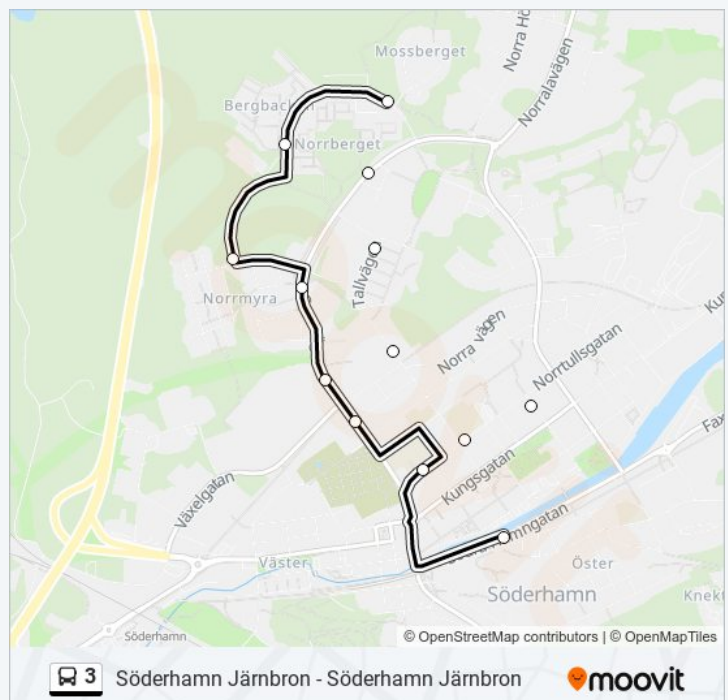 Mossberget
Norra Hö
Norralavägen
Bergbacken
Norrberget
Tallväge
Norrmyra
Ku
Norra vägen
Norrtullsgatan
Fax
Kungsgatan
Växelgatan
Väster
Öster
Söderhamn
Knekt
Söderhamn
© OpenStreetMap contributors | © OpenMapTiles
3 Söderhamn Järnbron - Söderhamn Järnbron moovit